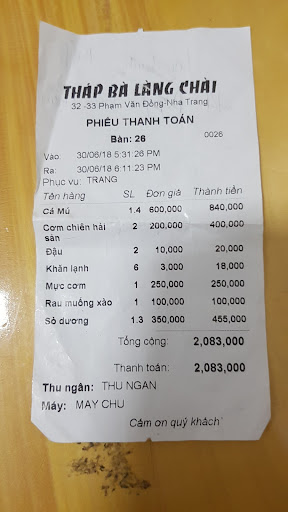 THÁP BÀ LÀNG CHÀI
32 -33 Phạm Văn Đồng-Nha Trang
PHIẾU THANH TOÁN
Bàn: 26 0026
Vào: 30/06/18 5:31:26 PM
Ra: 30/06/18 6:11:23 PM
Phục vụ: TRANG
Tên hàng SL Đơn giá Thành tiền
Cá Mú 1.4 600,000 840,000
Cơm chiên hải 2 200,000 400,000
sản
Đậu 2 10,000 20,000
Khăn lạnh 6 3,000 18,000
Mực cơm 1 250,000 250,000
Rau muống xào 1 100,000 100,000
Sò dương 1.3 350,000 455,000
Tổng cộng: 2,083,000
Thanh toán: 2,083,000
Thu ngân: THU NGAN
Máy: MAY CHU
Cảm ơn quý khách